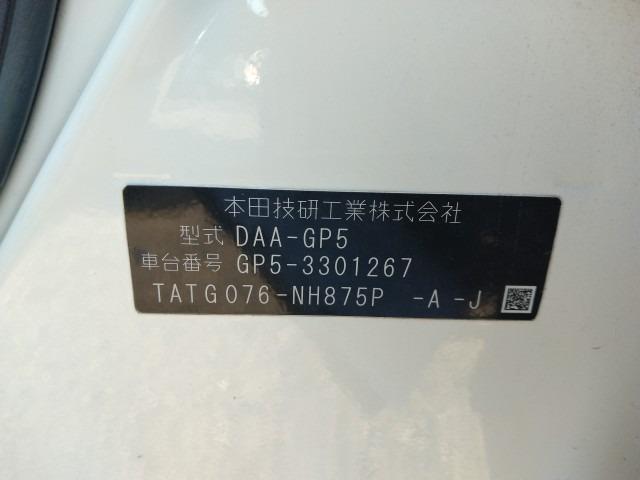 本田技研工業株式会社
型式 DAA-GP5
車台番号 GP5-3301267
TATG076-NH875P -A-J